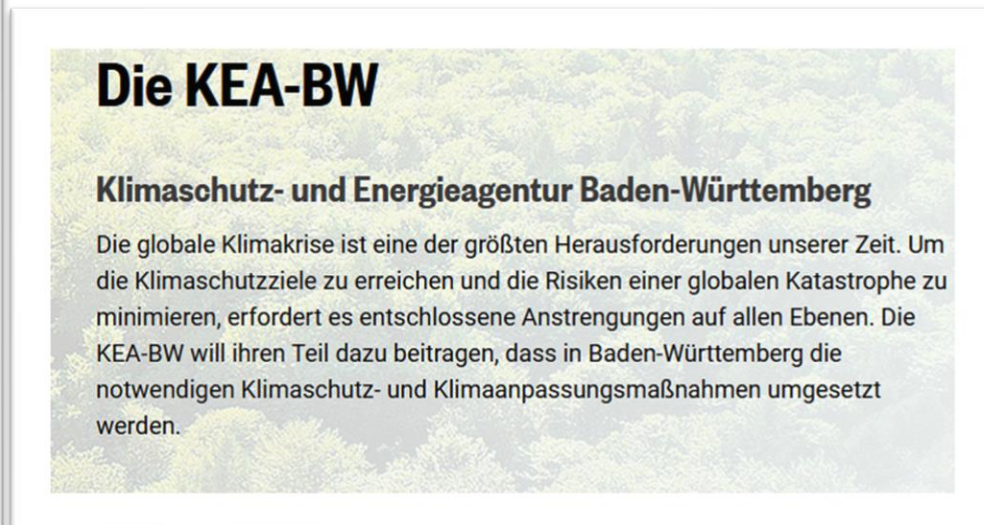 Die KEA-BW
Klimaschutz- und Energieagentur Baden-Württemberg
Die globale Klimakrise ist eine der größten Herausforderungen unserer Zeit. Um
die Klimaschutzziele zu erreichen und die Risiken einer globalen Katastrophe zu
minimieren, erfordert es entschlossene Anstrengungen auf allen Ebenen. Die
KEA-BW will ihren Teil dazu beitragen, dass in Baden-Württemberg die
notwendigen Klimaschutz- und Klimaanpassungsmaßnahmen umgesetzt
werden.